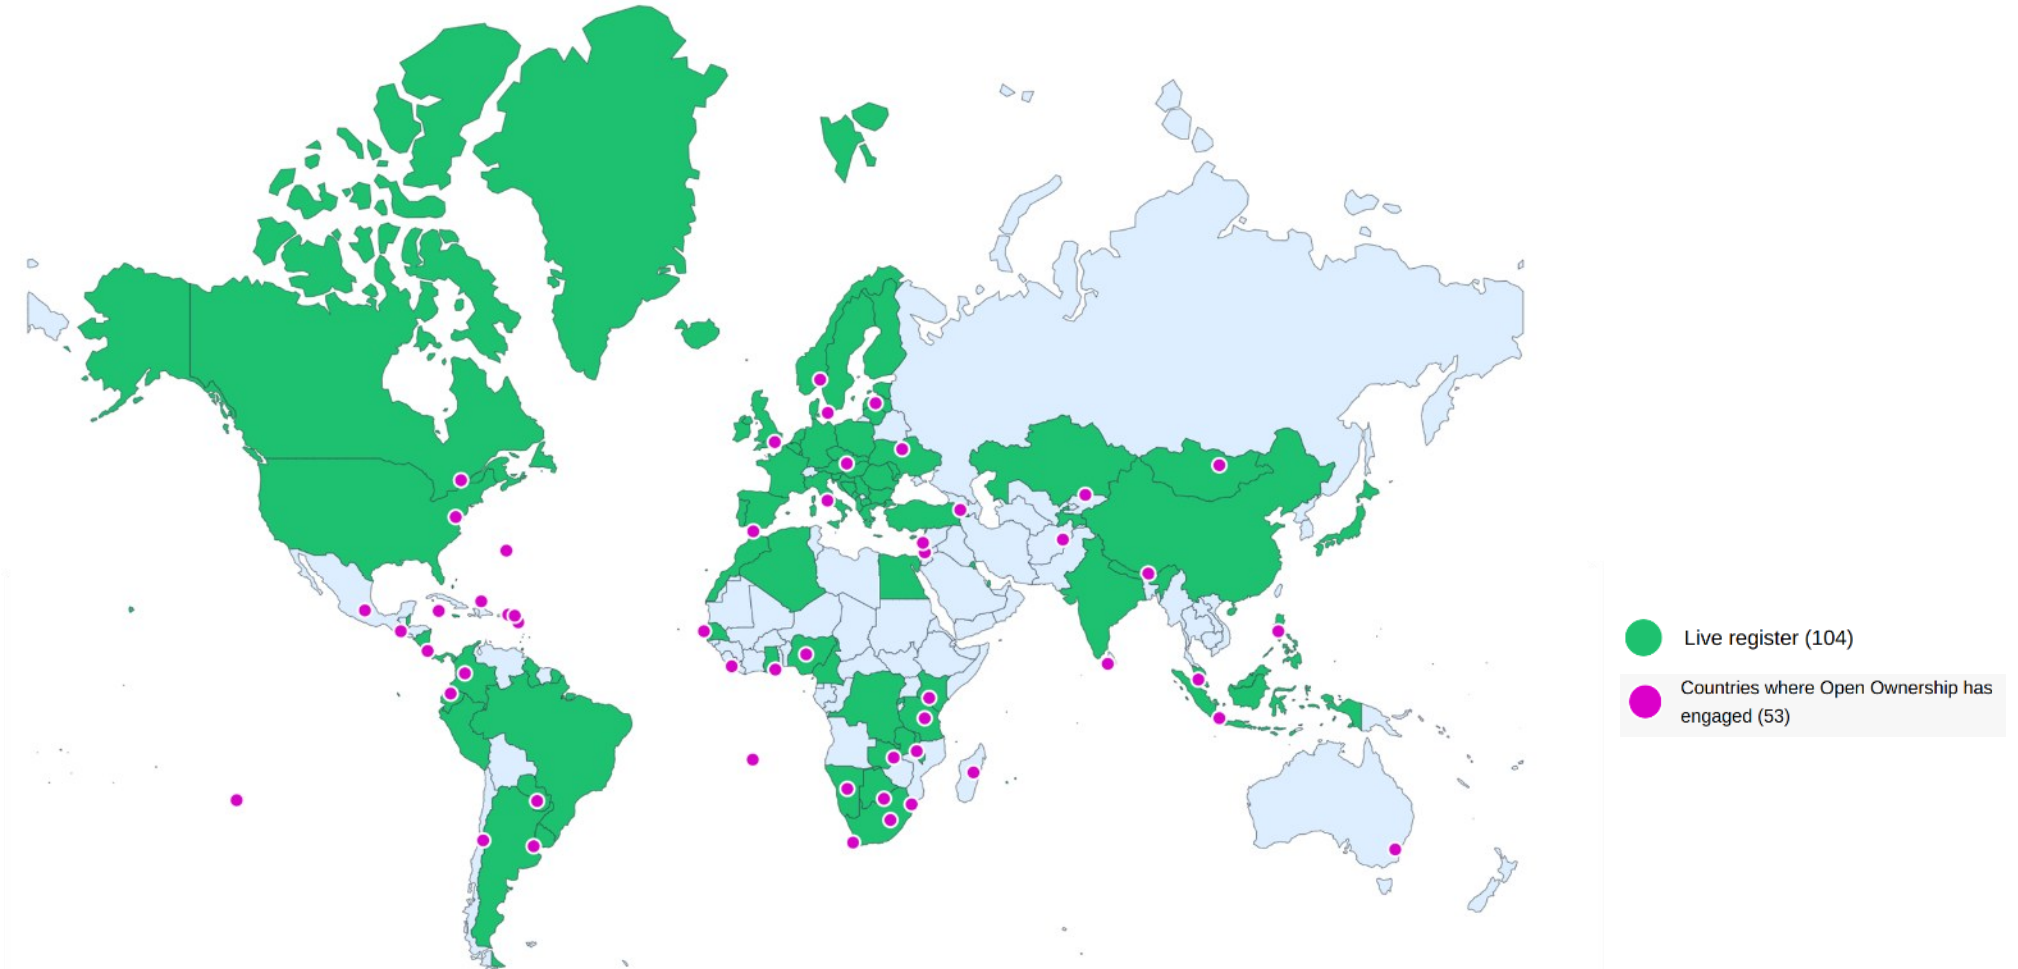 Live register (104)
Countries where Open Ownership has
engaged (53)